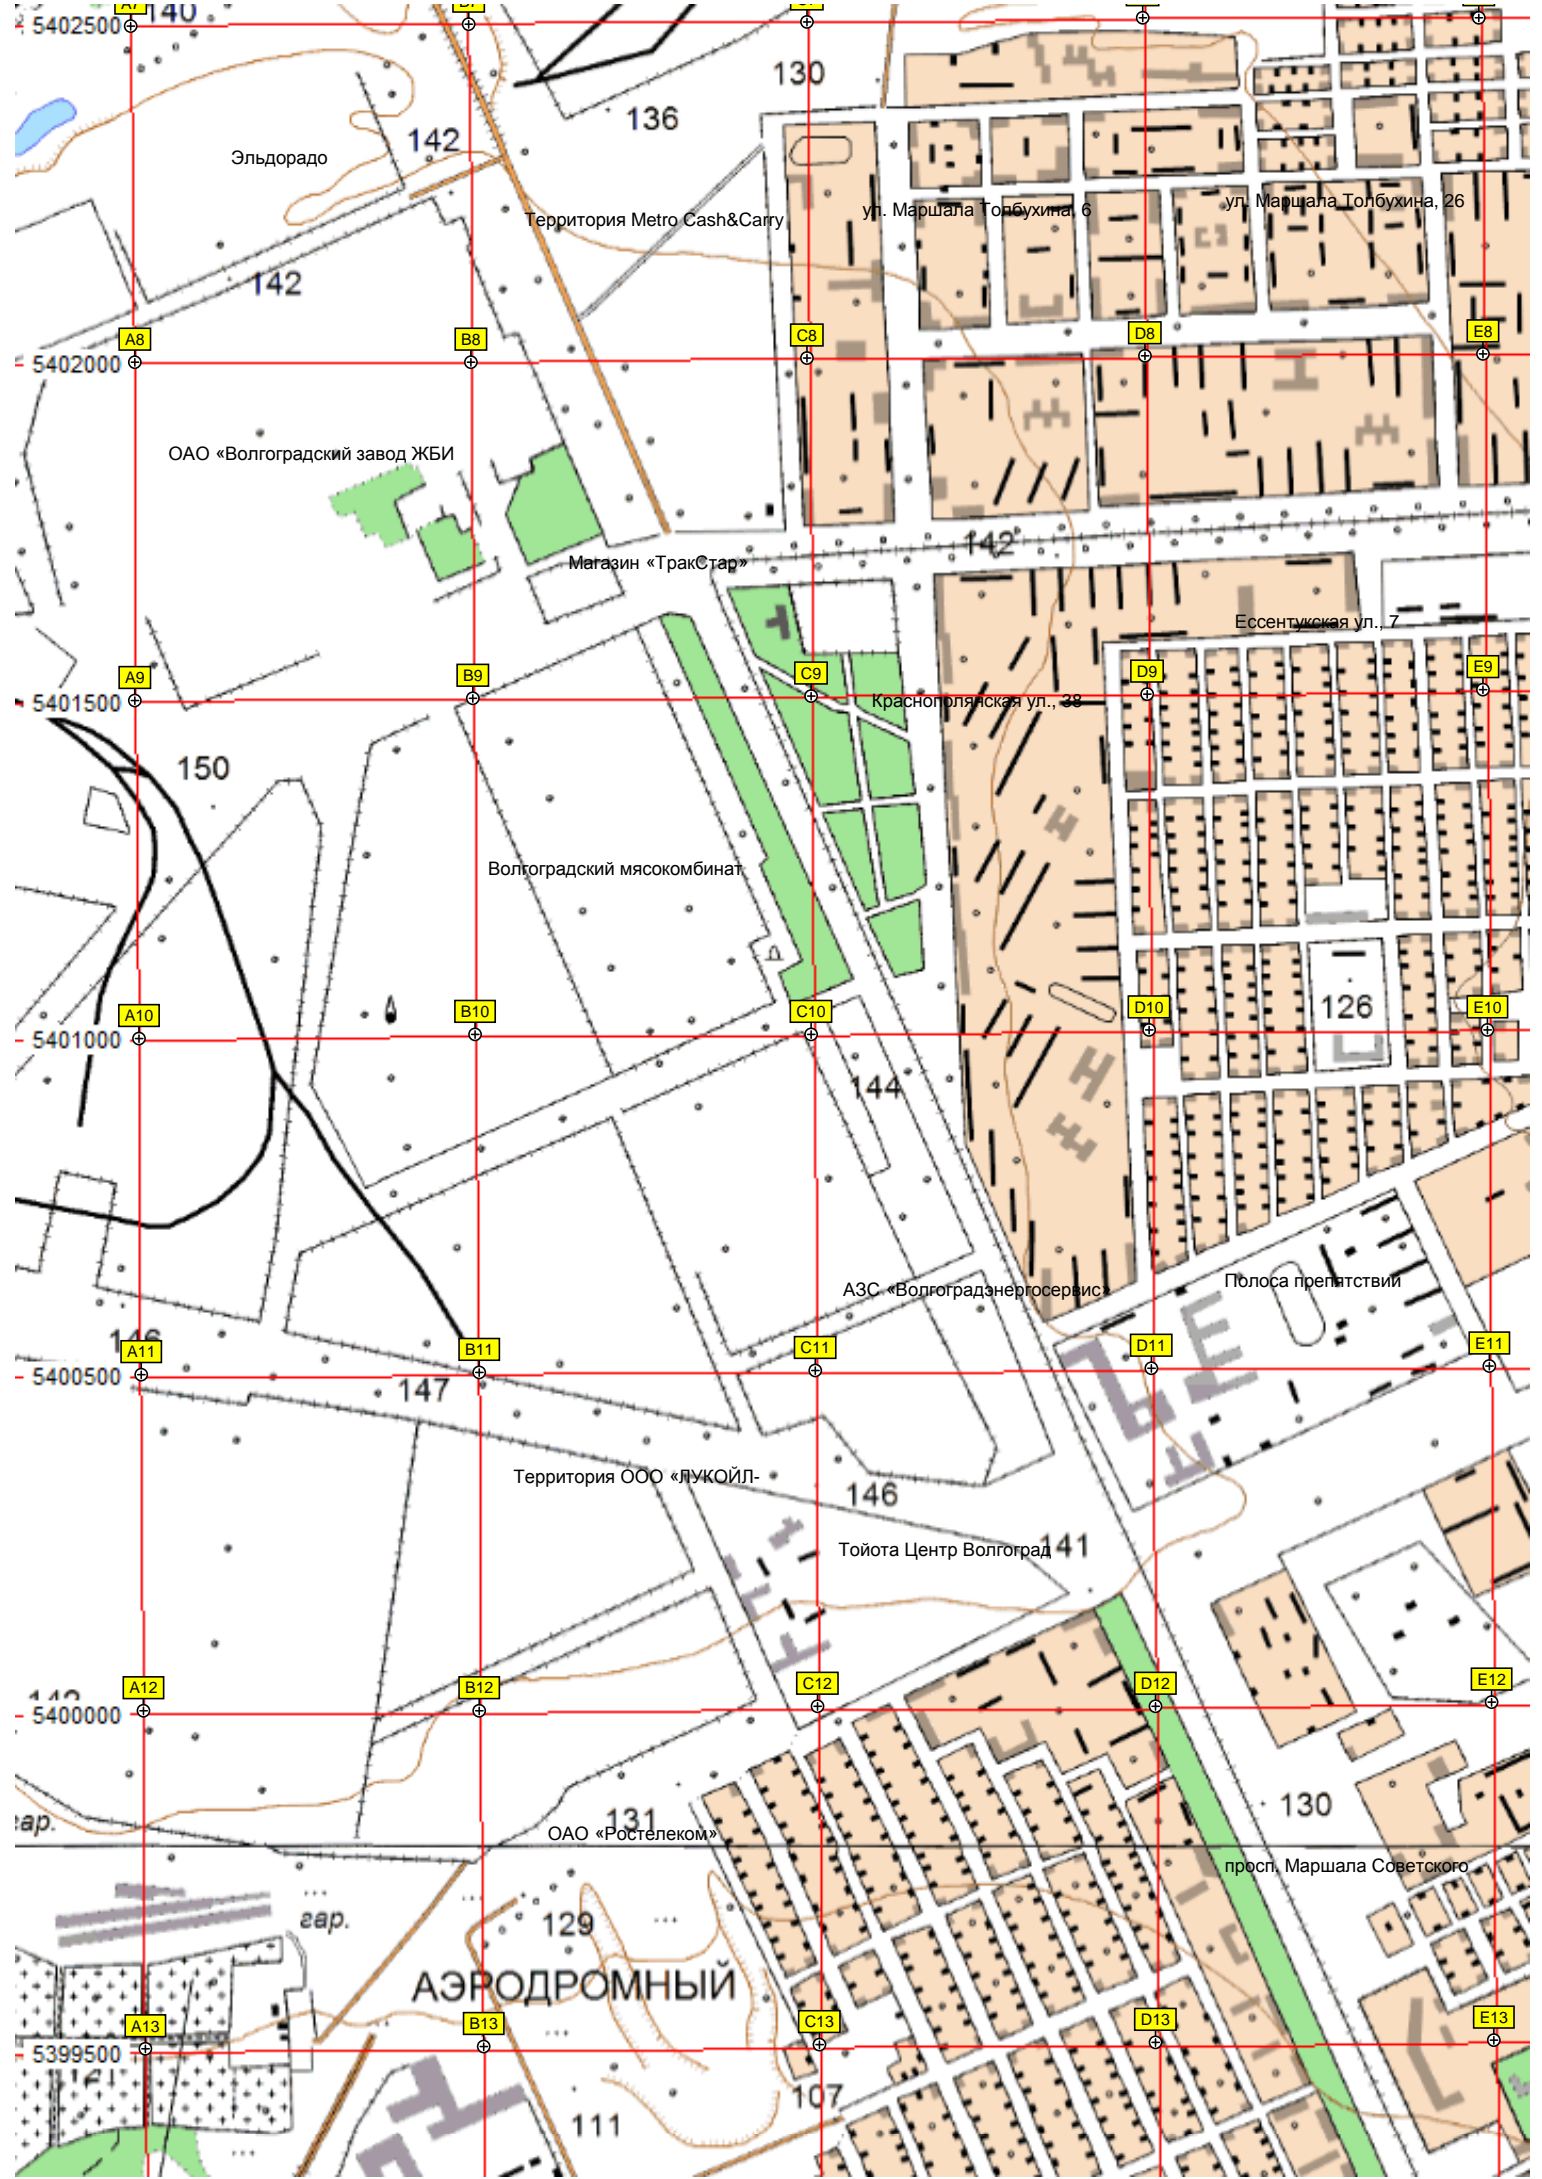 A7
140
B7
5402500
130
136
142
Эльдорадо
Территория Metro Cash&Carry
ул. Маршала Толбухина, 6
ул. Маршала Толбухина, 26
142
A8
B8
C8
D8
E8
5402000
ОАО «Волгоградский завод ЖБИ
142
Магазин «ТракСтар»
Ессентукская ул., 7
A9
B9
C9
D9
E9
5401500
Краснополянская ул., 38
150
Волгоградский мясокомбинат
A10
B10
C10
D10
126
E10
5401000
144
АЗС «Волгоградэнергосервис»
Полоса препятствий
146
A11
B11
C11
D11
E11
5400500
147
Территория ООО «ЛУКОЙЛ-
146
Тойота Центр Волгоград
141
A12
B12
C12
D12
E12
5400000
131
130
гар.
ОАО «Ростелеком»
просп. Маршала Советского
гар.
129
АЭРОДРОМНЫЙ
A13
B13
C13
D13
E13
5399500
107
111